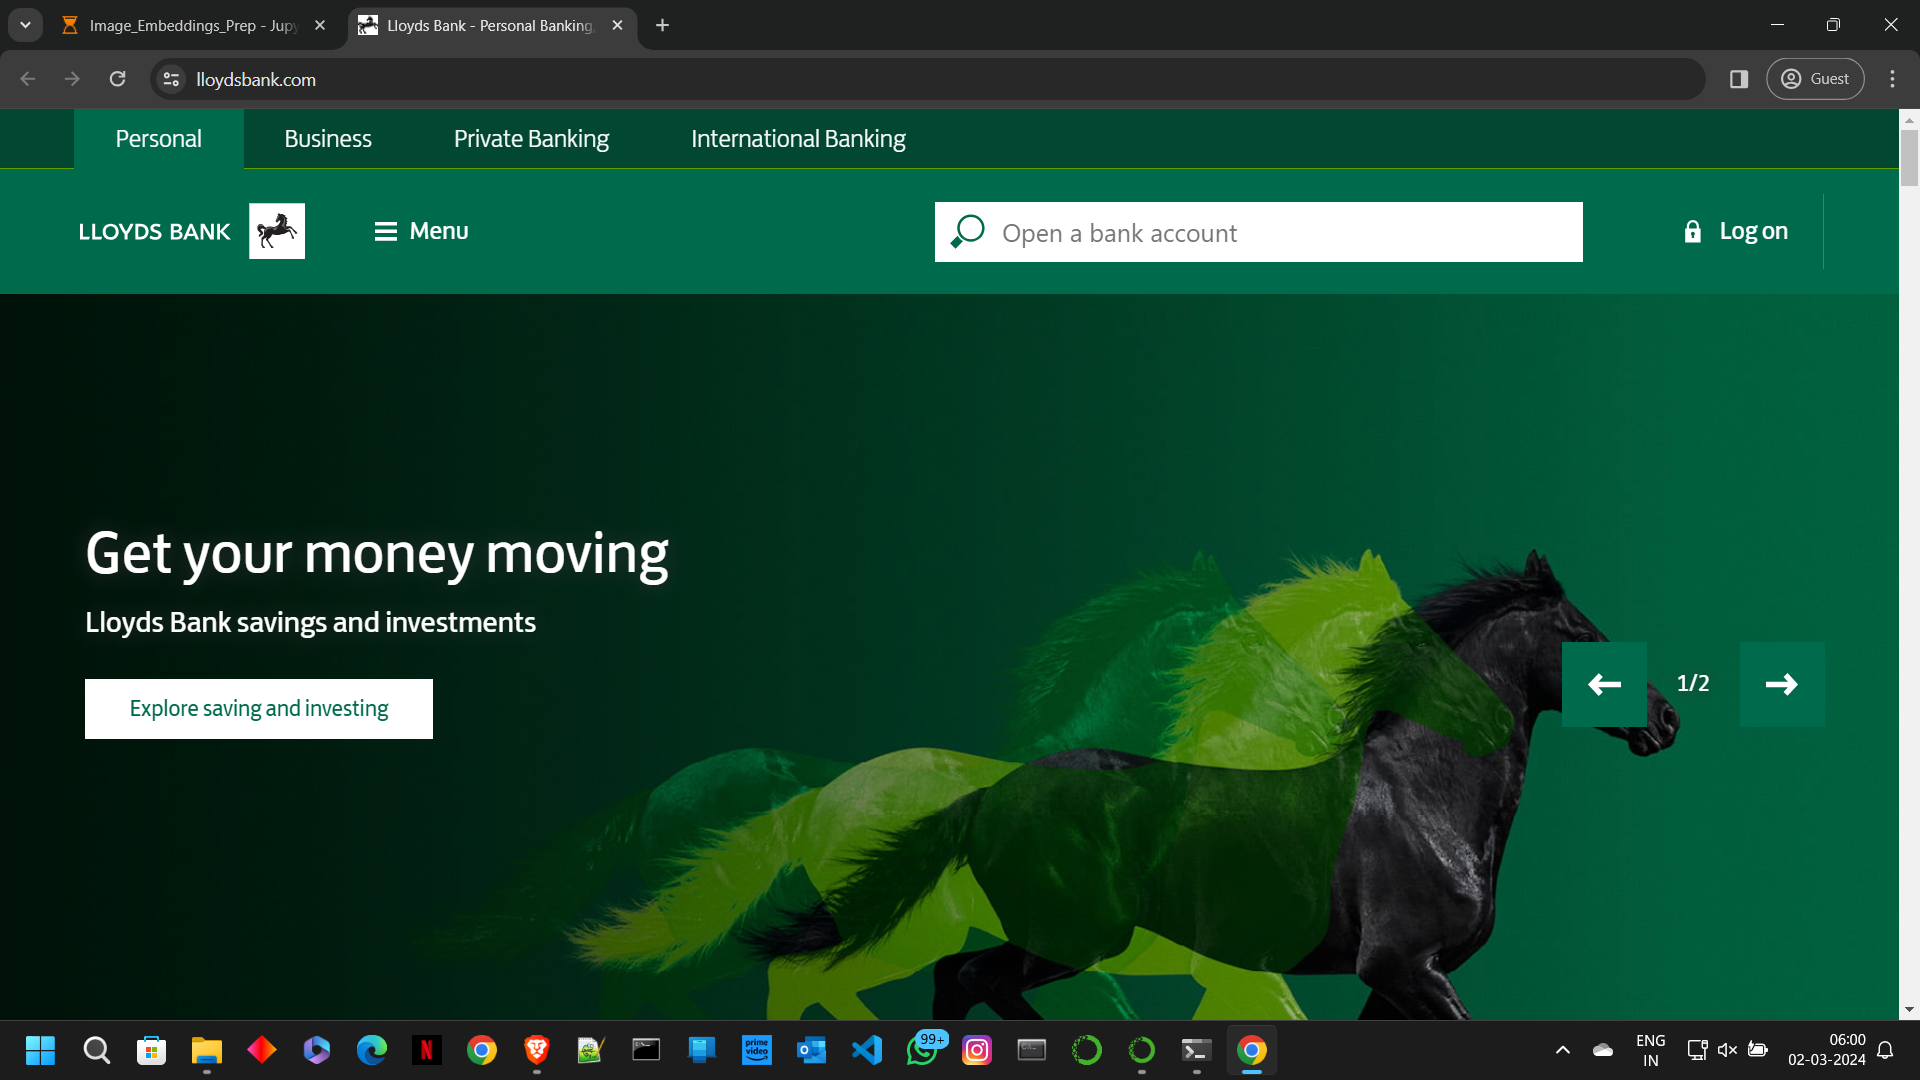 Image_Embeddings_Prep - Jupy
Lloyds Bank - Personal Banking,
lloydsbank.com
Guest
Personal
Business
Private Banking
International Banking
LLOYDS BANK
Menu
Open a bank account
Log on
Get your money moving
Lloyds Bank savings and investments
Explore saving and investing
1/2
prime video
99+
ENG
IN
06:00
02-03-2024